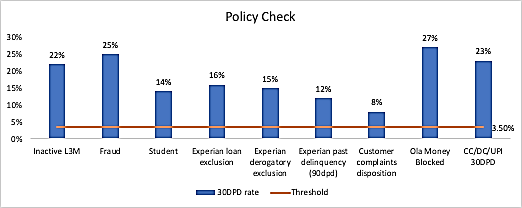 Policy Check
30%
25%
20%
15%
10%
5%
0%
22%
25%
14%
16%
15%
12%
8%
27%
23%
3.50%
Inactive L3M
Fraud
Student
Experian loan
exclusion
Experian
derogatory
exclusion
Experian past
delinquency
(90dpd)
Customer
complaints
disposition
Ola Money
Blocked
CC/DC/UPI
30DPD
30DPD rate
Threshold